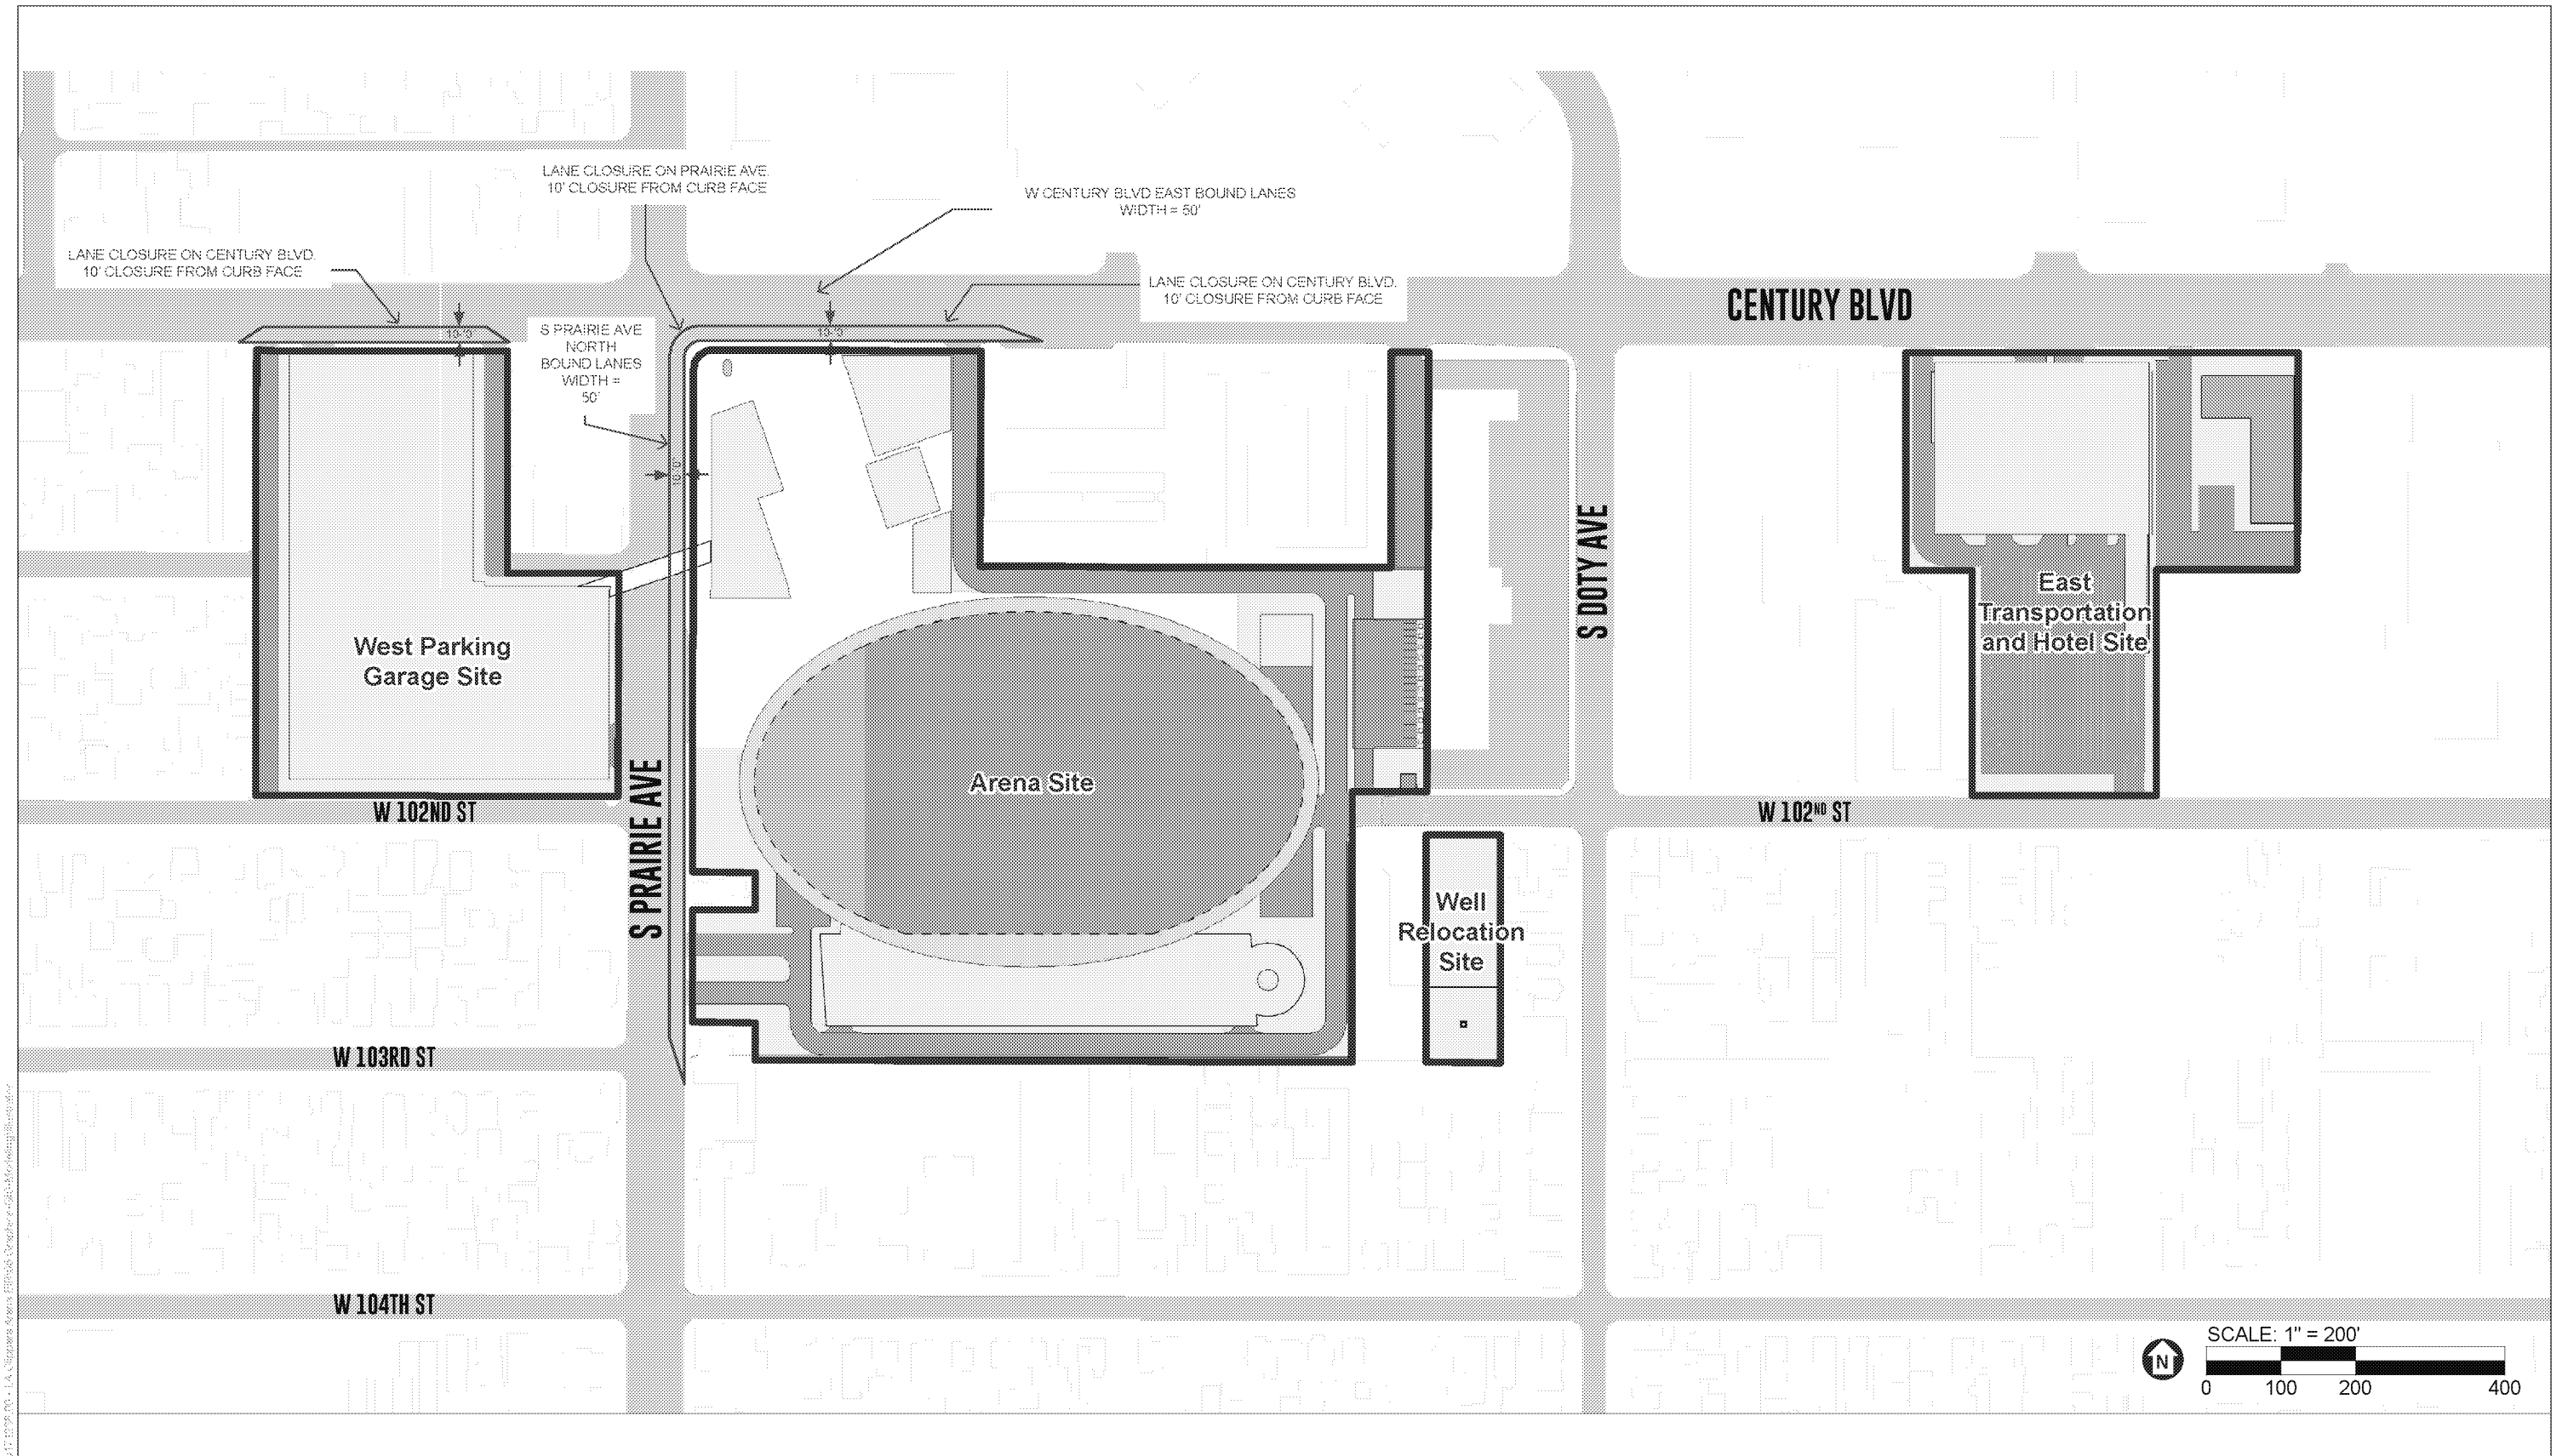 LANE CLOSURE ON PRAIRIE AVE.
10' CLOSURE FROM CURB FACE
W CENTURY BLVD EAST BOUND LANES
WIDTH = 50'
LANE CLOSURE ON CENTURY BLVD.
10' CLOSURE FROM CURB FACE
LANE CLOSURE ON CENTURY BLVD.
10' CLOSURE FROM CURB FACE
CENTURY BLVD
10'-0"
10'-0"
S PRAIRIE AVE
NORTH
BOUND LANES
WIDTH =
50'
10'-0"
S DOTY AVE
East
Transportation
and Hotel Site
West Parking
Garage Site
Arena Site
S PRAIRIE AVE
W 102ND ST
W 102ND ST
Well
Relocation
Site
W 103RD ST
W 104TH ST
SCALE: 1" = 200'
N
0 100 200 400